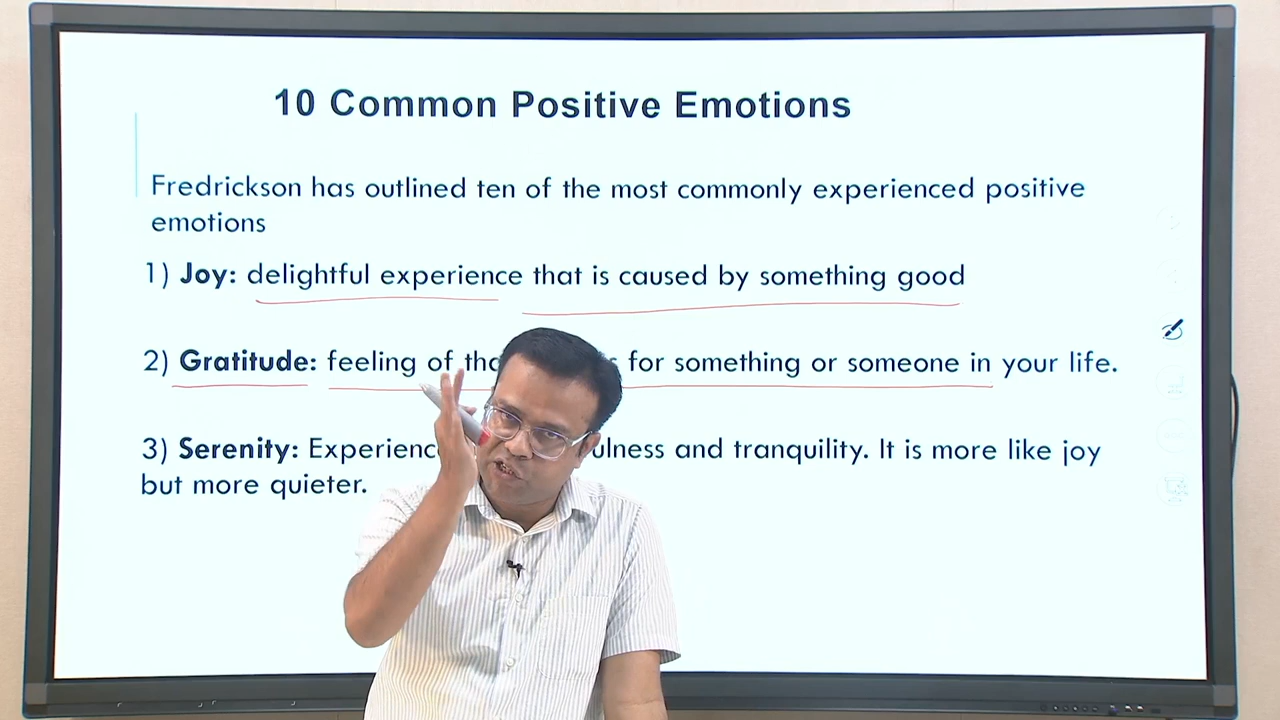 10 Common Positive Emotions
Fredrickson has outlined ten of the most commonly experienced positive
emotions
1) Joy: delightful experience that is caused by something good
2) Gratitude: feeling of for something or someone in your life.
3) Serenity: and tranquility. It is more like joy
but more quieter.